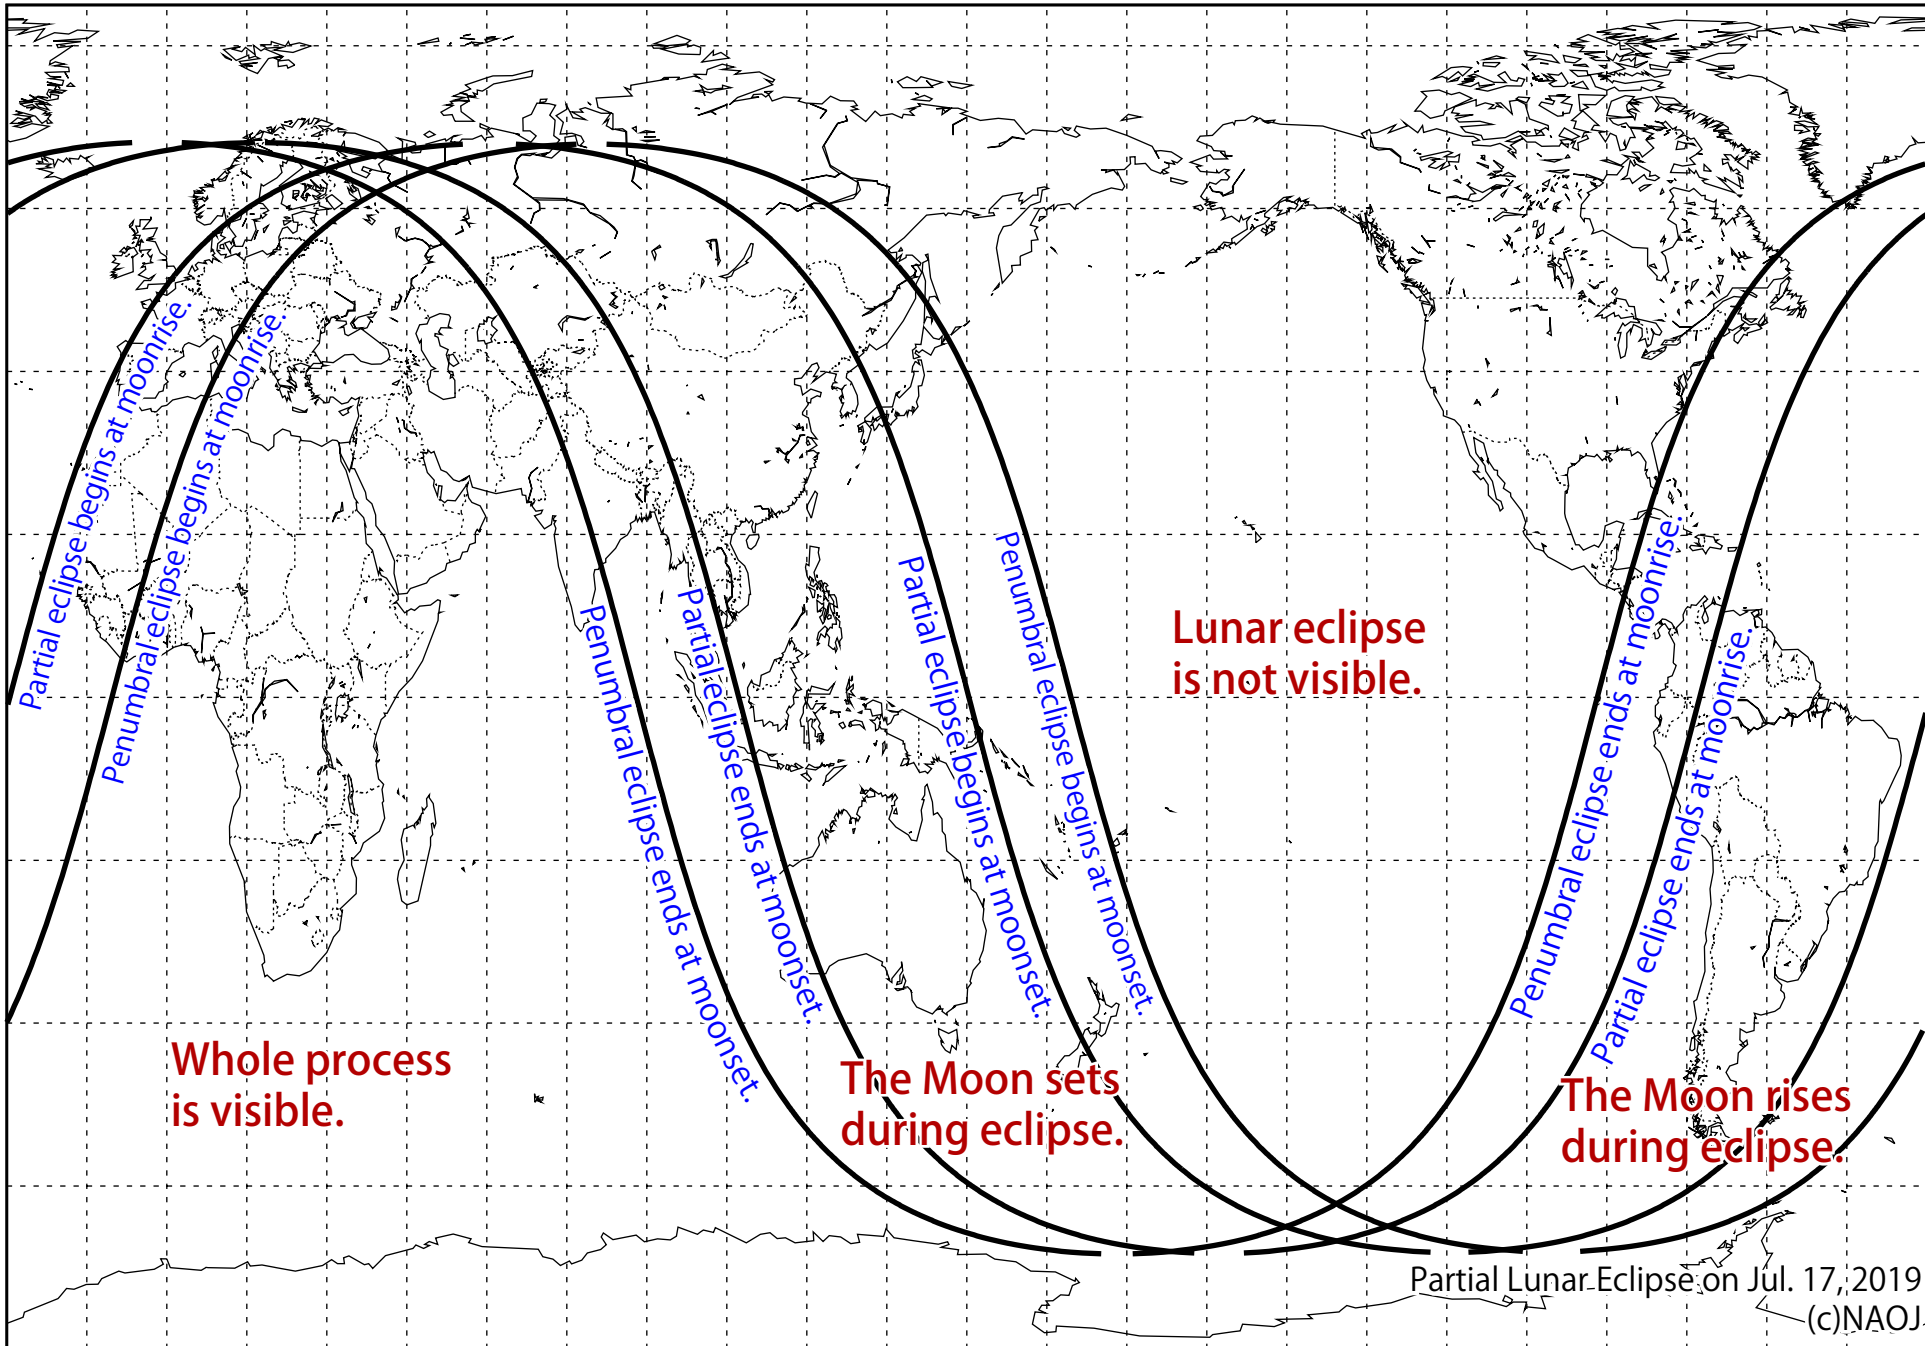 Partial eclipse begins at moonrise.
Penumbral eclipse begins at moonrise.
Penumbral eclipse ends at moonset.
Partial eclipse ends at moonset.
Partial eclipse begins at moonset.
Penumbral eclipse begins at moonset.
Penumbral eclipse ends at moonrise.
Partial eclipse ends at moonrise.
Lunar eclipse
is not visible.
Whole process
is visible.
The Moon sets
during eclipse.
The Moon rises
during eclipse.
Partial Lunar Eclipse on Jul. 17, 2019
(c)NAOJ